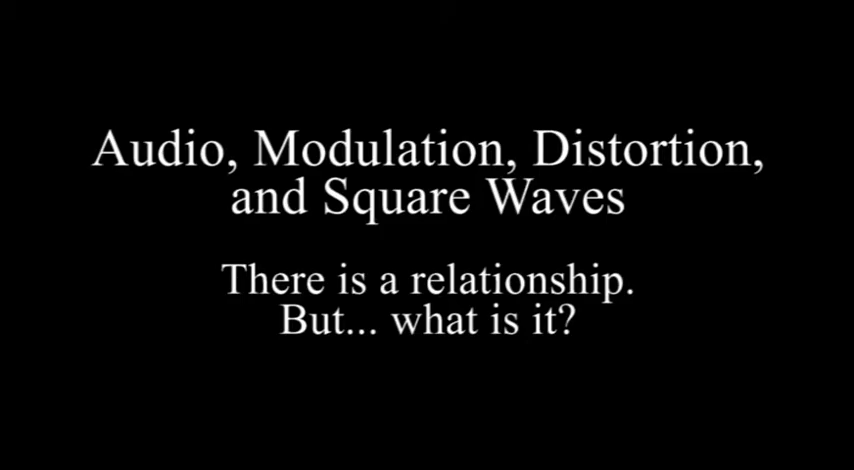 Audio, Modulation, Distortion,
and Square Waves
There is a relationship.
But... what is it?